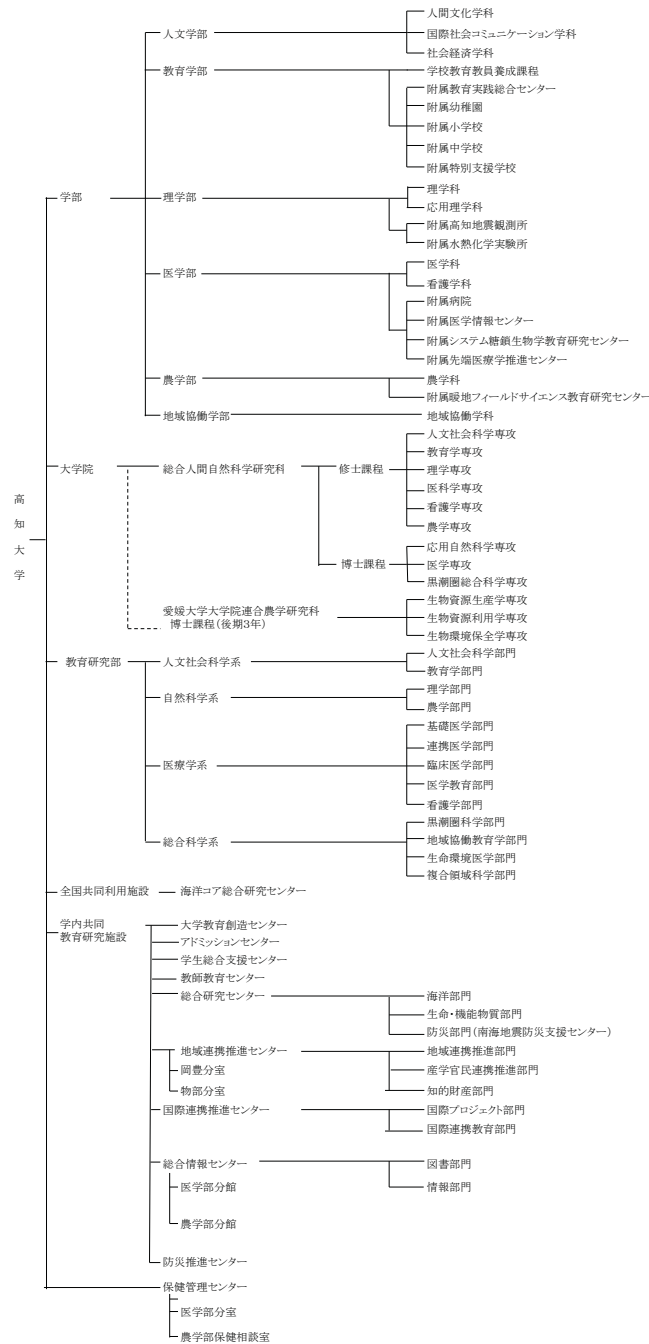 高知大学
学部
人文学部
人間文化学科
国際社会コミュニケーション学科
社会経済学科
教育学部
学校教育教員養成課程
附属教育実践総合センター
附属幼稚園
附属小学校
附属中学校
附属特別支援学校
理学部
理学科
応用理学科
附属高知地震観測所
附属水熱化学実験所
医学部
医学科
看護学科
附属病院
附属医学情報センター
附属システム糖鎖生物学教育研究センター
附属先端医療学推進センター
農学部
農学科
附属暖地フィールドサイエンス教育研究センター
地域協働学部
地域協働学科
大学院
総合人間自然科学研究科
修士課程
人文社会科学専攻
教育学専攻
理学専攻
医科学専攻
看護学専攻
農学専攻
博士課程
応用自然科学専攻
医学専攻
黒潮圏総合科学専攻
愛媛大学大学院連合農学研究科
博士課程(後期3年)
生物資源生産学専攻
生物資源利用学専攻
生物環境保全学専攻
教育研究部
人文社会科学系
人文社会科学部門
教育学部門
自然科学系
理学部門
農学部門
医療学系
基礎医学部門
連携医学部門
臨床医学部門
医学教育部門
看護学部門
総合科学系
黒潮圏科学部門
地域協働教育学部門
生命環境医学部門
複合領域科学部門
全国共同利用施設
海洋コア総合研究センター
学内共同
教育研究施設
大学教育創造センター
アドミッションセンター
学生総合支援センター
教師教育センター
総合研究センター
海洋部門
生命・機能物質部門
防災部門(南海地震防災支援センター)
地域連携推進センター
地域連携推進部門
岡豊分室
産学官民連携推進部門
物部分室
知的財産部門
国際連携推進センター
国際プロジェクト部門
国際連携教育部門
総合情報センター
図書部門
医学部分館
情報部門
農学部分館
防災推進センター
保健管理センター
医学部分室
農学部保健相談室